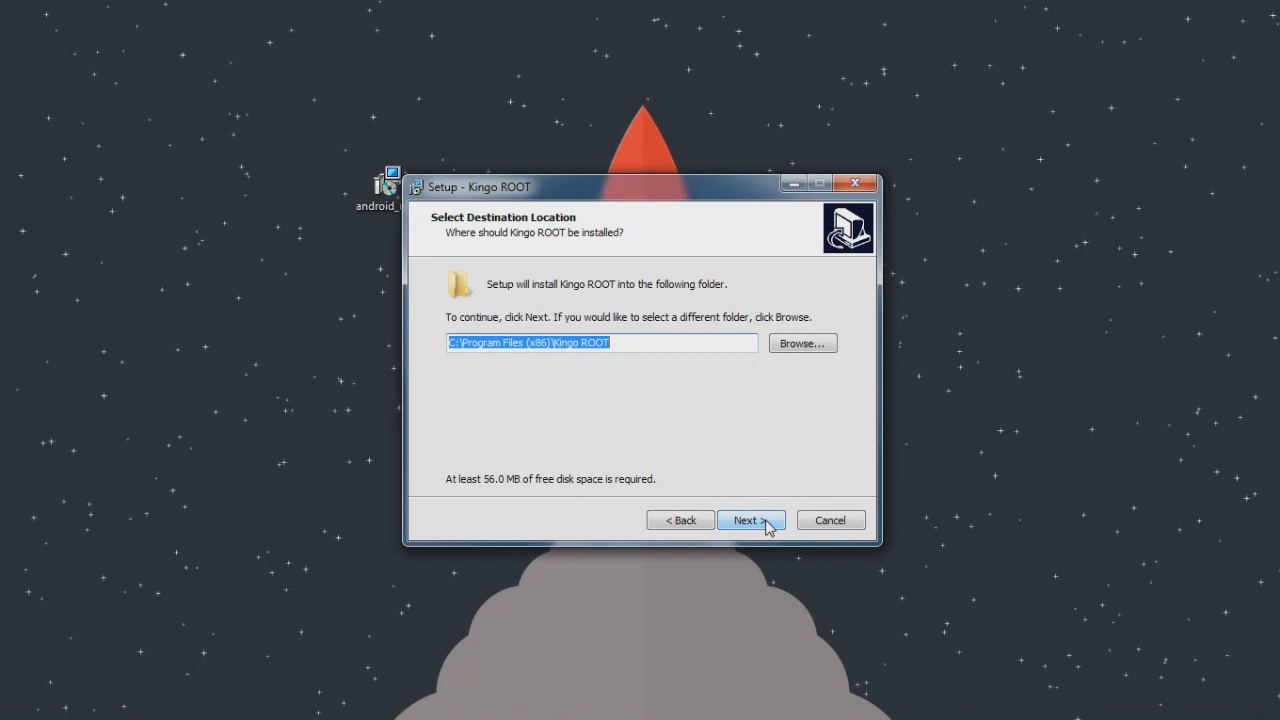 Setup - Kingo ROOT
android_
Select Destination Location
Where should Kingo ROOT be installed?
Setup will install Kingo ROOT into the following folder.
To continue, click Next. If you would like to select a different folder, click Browse.
C:\Program Files (x86)\Kingo ROOT
Browse...
At least 56.0 MB of free disk space is required.
< Back
Next >
Cancel